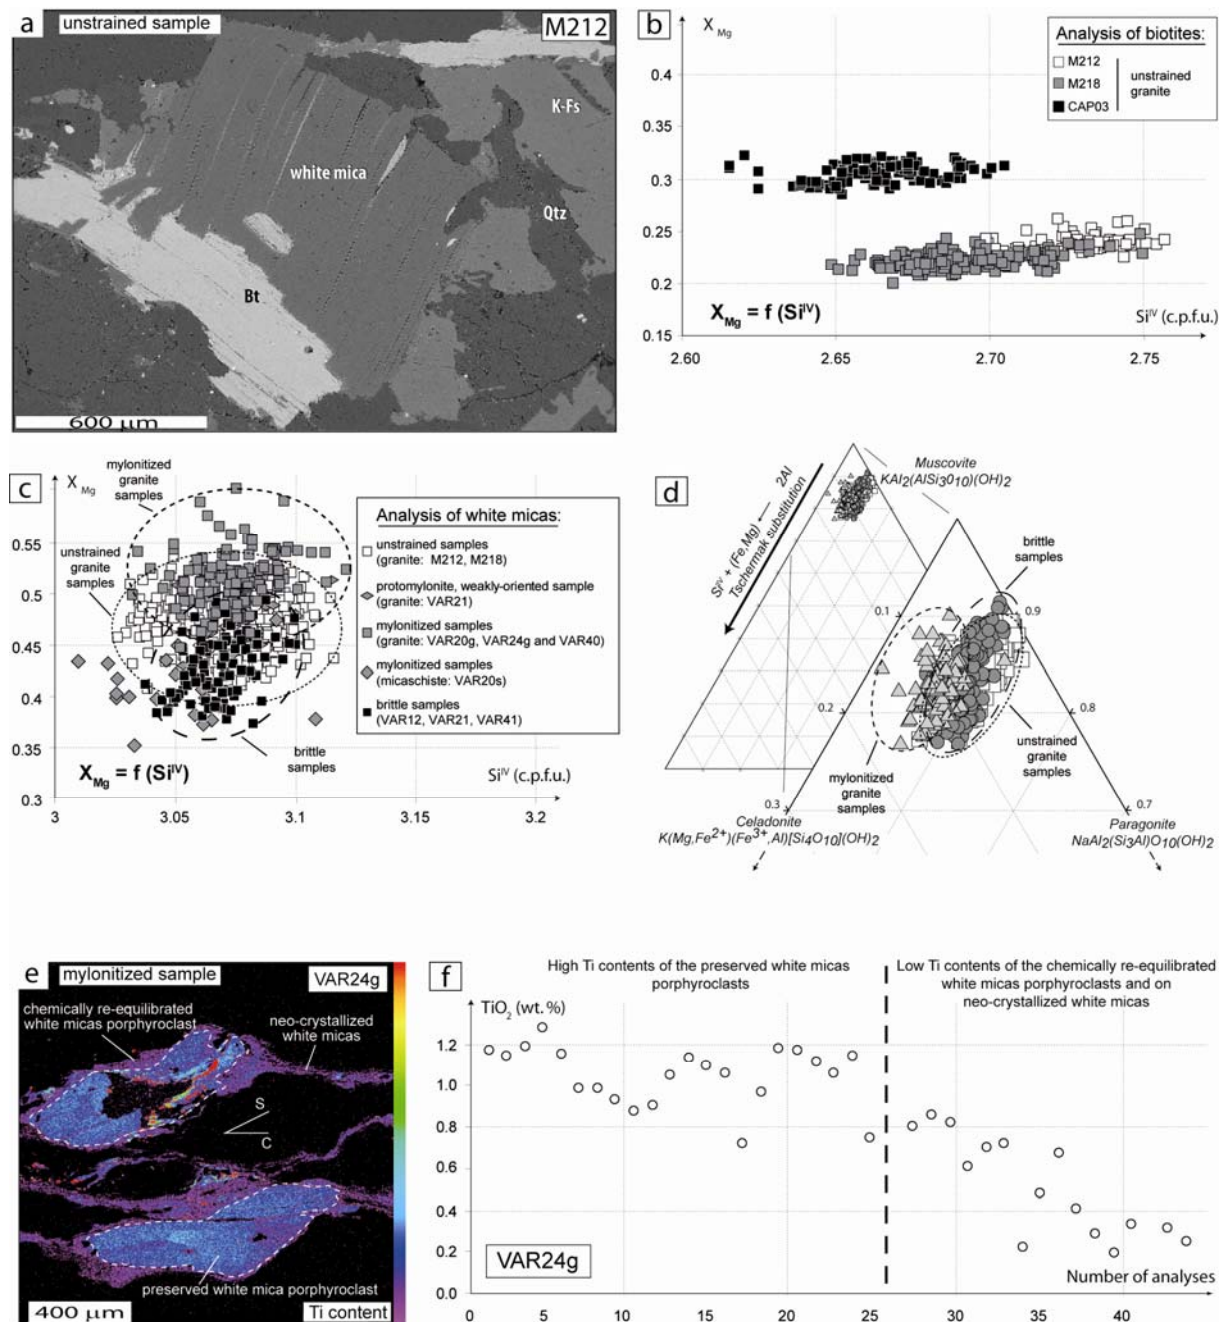 a
unstrained sample
M212
K-Fs
white mica
Qtz
Bt
600 µm
b
X Mg
Analysis of biotites:
M212
M218
CAP03
unstrained
granite
0.4
0.35
0.3
0.25
0.2
0.15
X Mg = f (Si IV)
Si IV (c.p.f.u.)
2.60
2.65
2.70
2.75
c
mylonitized
granite
samples
X Mg
unstrained
granite
samples
0.55
0.5
0.45
0.4
0.35
0.3
Analysis of white micas:
unstrained samples
(granite: M212, M218)
protomylonite, weakly-oriented sample
(granite: VAR21)
mylonitized samples
(granite: VAR20g, VAR24g and VAR40)
mylonitized samples
(micaschiste: VAR20s)
brittle samples
(VAR12, VAR21, VAR41)
brittle
samples
X Mg = f (Si IV)
Si IV (c.p.f.u.)
3
3.05
3.1
3.15
3.2
d
Muscovite
KAl2(AlSi3O10)(OH)2
Si IV + (Fe,Mg) ← 2Al
Tschermak substitution
brittle
samples
0.1
0.9
0.2
0.8
unstrained
granite
samples
mylonitized
granite
samples
0.3
0.7
Celadonite
K(Mg,Fe2+)(Fe3+,Al)[Si4O10](OH)2
Paragonite
NaAl2(Si3Al)O10(OH)2
e
mylonitized sample
VAR24g
chemically re-equilibrated
white micas porphyroclast
neo-crystallized
white micas
S
C
preserved white mica porphyroclast
400 µm
Ti content
f
High Ti contents of the preserved white micas
porphyroclasts
Low Ti contents of the chemically re-equilibrated
white micas porphyroclasts and on
neo-crystallized white micas
TiO2 (wt.%)
1.2
1.0
0.8
0.6
0.4
0.2
0.0
VAR24g
Number of analyses
0
5
10
15
20
25
30
35
40